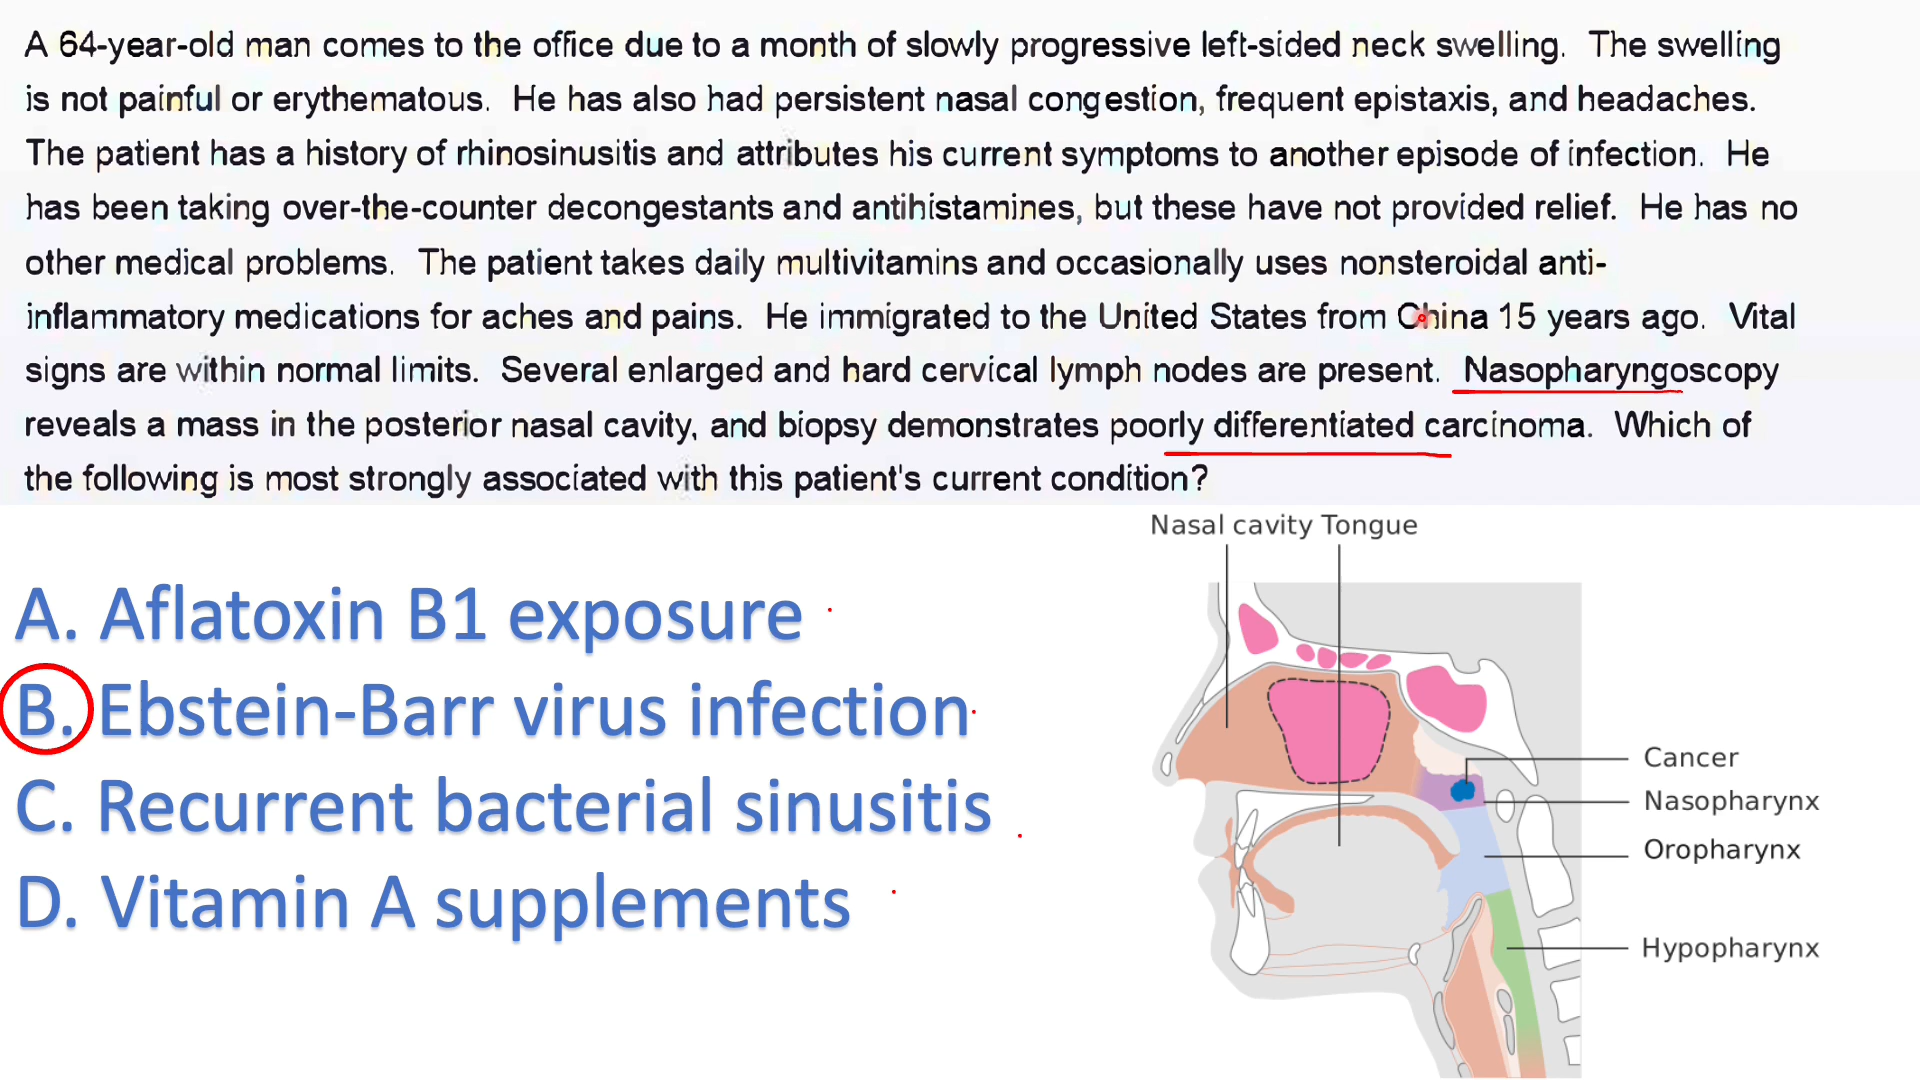 A 64-year-old man comes to the office due to a month of slowly progressive left-sided neck swelling. The swelling
is not painful or erythematous. He has also had persistent nasal congestion, frequent epistaxis, and headaches.
The patient has a history of rhinosinusitis and attributes his current symptoms to another episode of infection. He
has been taking over-the-counter decongestants and antihistamines, but these have not provided relief. He has no
other medical problems. The patient takes daily multivitamins and occasionally uses nonsteroidal anti-
inflammatory medications for aches and pains. He immigrated to the United States from China 15 years ago. Vital
signs are within normal limits. Several enlarged and hard cervical lymph nodes are present. Nasopharyngoscopy
reveals a mass in the posterior nasal cavity, and biopsy demonstrates poorly differentiated carcinoma. Which of
the following is most strongly associated with this patient's current condition?
A. Aflatoxin B1 exposure
B. Ebstein-Barr virus infection
C. Recurrent bacterial sinusitis
D. Vitamin A supplements
Nasal cavity Tongue
Cancer
Nasopharynx
Oropharynx
Hypopharynx